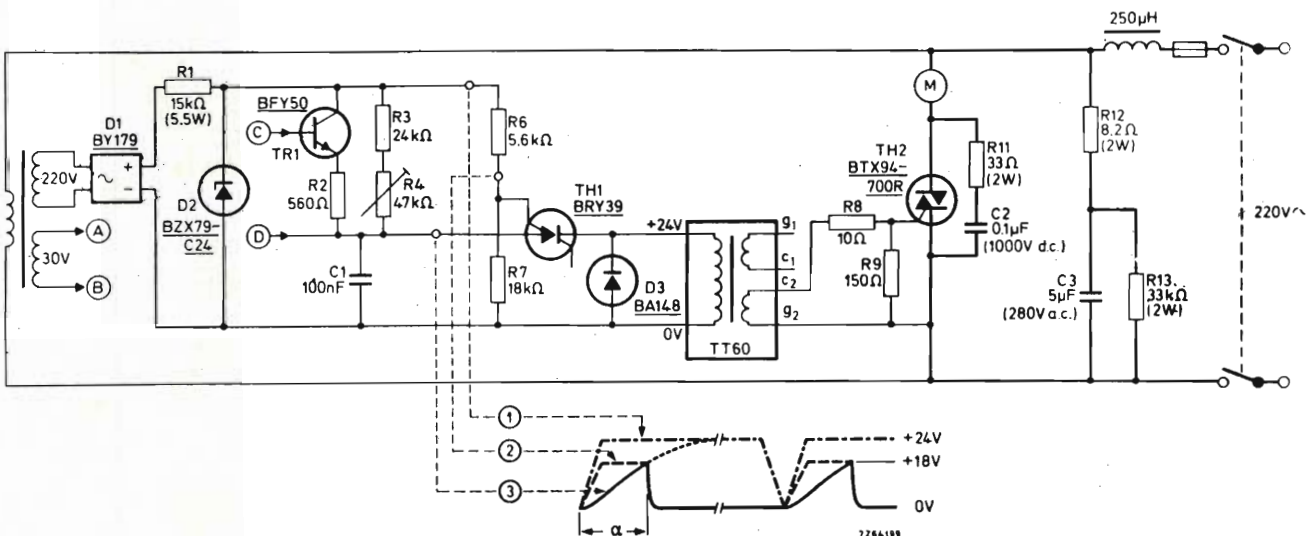 250µH
R1
15kΩ
(5.5W)
D1
BY179
+
−
220V
30V
A
B
D2
BZX79-
C24
BFY50
C
TR1
R2
560Ω
R3
24kΩ
R4
47kΩ
D
C1
100nF
R6
5,6kΩ
R7
18kΩ
TH1
BRY39
D3
BA148
+24V
0V
TT60
g1
c1
c2
g2
R8
10Ω
R9
150Ω
M
TH2
BTX94-
700R
R11
33Ω
(2W)
C2
0.1µF
(1000V d.c.)
R12
8.2Ω
(2W)
C3
5µF
(280V a.c.)
R13
33kΩ
(2W)
220V~
1
2
3
+24V
+18V
0V
α